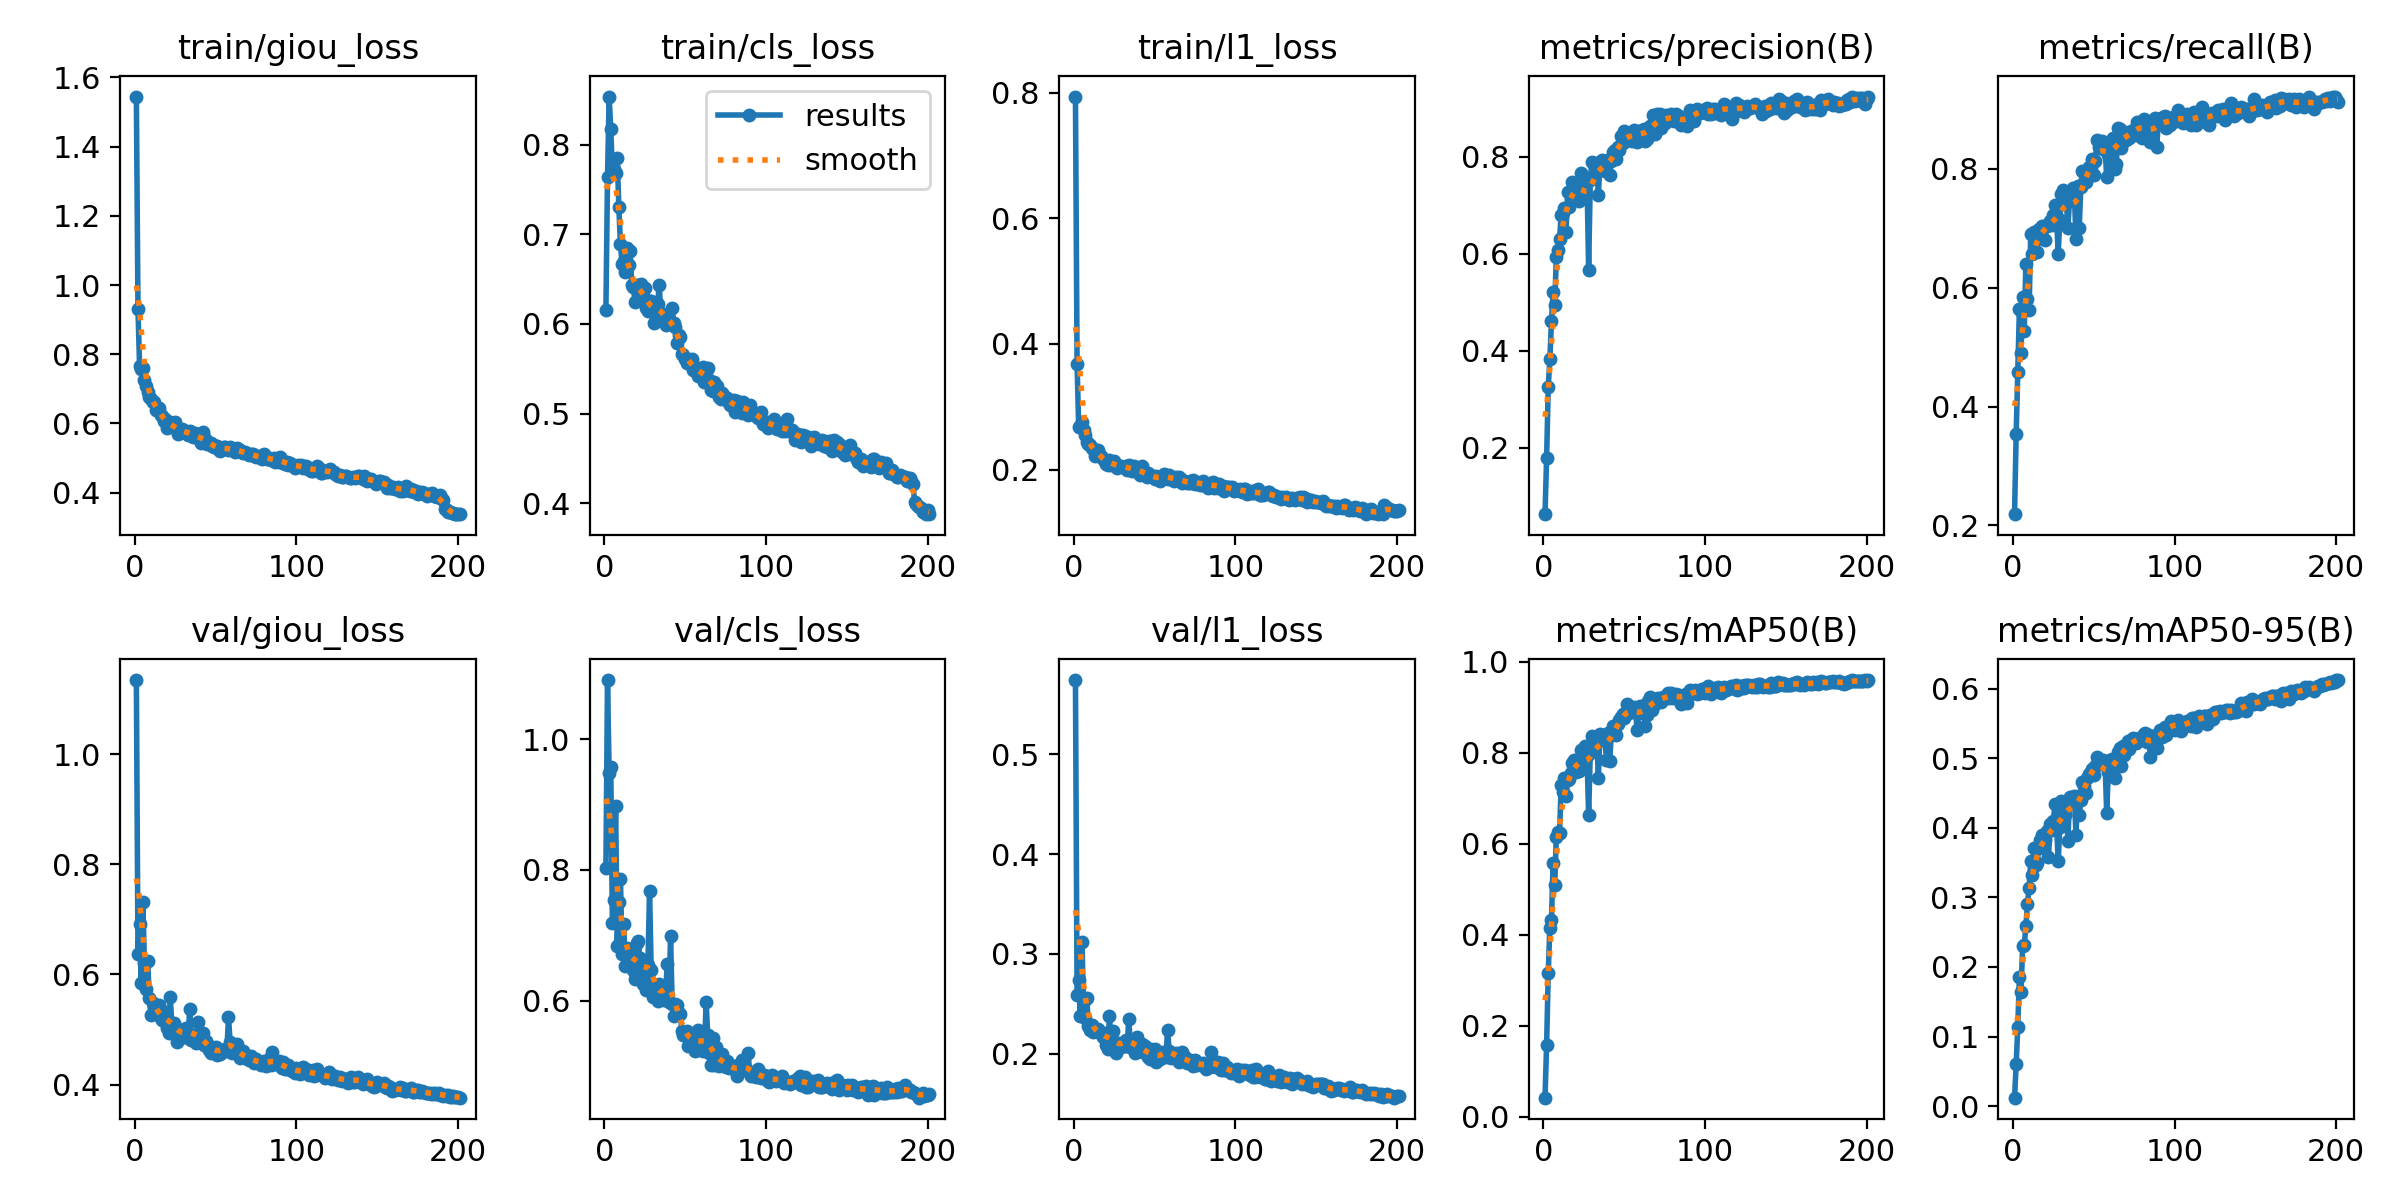 train/giou_loss
train/cls_loss
train/l1_loss
metrics/precision(B)
metrics/recall(B)
1.6
1.4
1.2
1.0
0.8
0.6
0.4
0 100 200
results
smooth
0.8
0.7
0.6
0.5
0.4
0 100 200
0.8
0.6
0.4
0.2
0 100 200
0.8
0.6
0.4
0.2
0 100 200
0.8
0.6
0.4
0.2
0 100 200
val/giou_loss
val/cls_loss
val/l1_loss
metrics/mAP50(B)
metrics/mAP50-95(B)
1.0
0.8
0.6
0.4
0 100 200
1.0
0.8
0.6
0 100 200
0.5
0.4
0.3
0.2
0 100 200
1.0
0.8
0.6
0.4
0.2
0.0
0 100 200
0.6
0.5
0.4
0.3
0.2
0.1
0.0
0 100 200